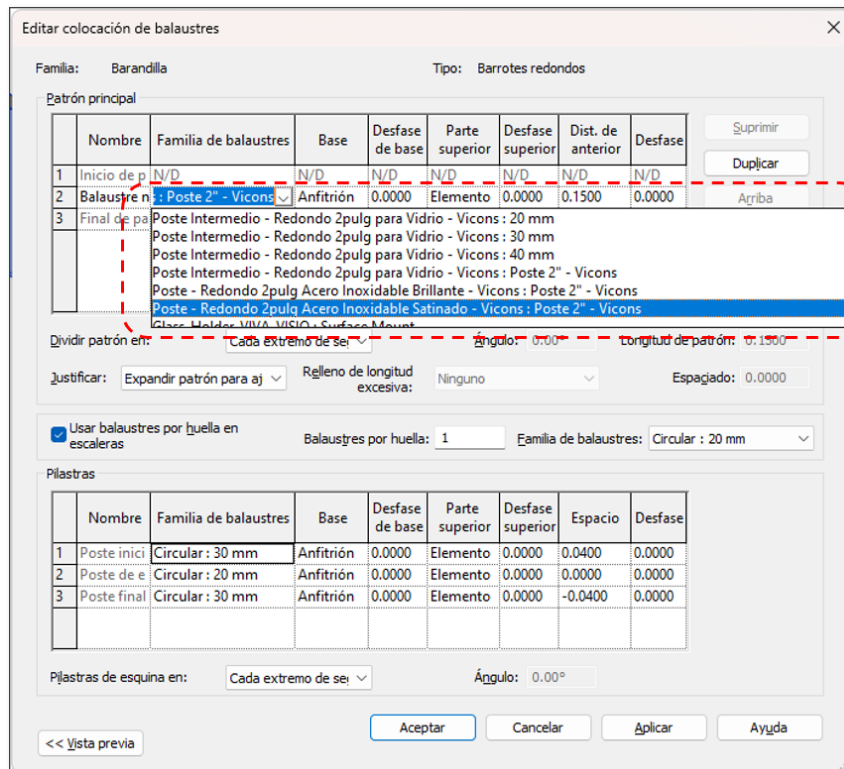 Editar colocación de balaustres
Familia: Barandilla Tipo: Barrotes redondos
Patrón principal
Nombre Familia de balaustres Base Desfase de base Parte superior Desfase superior Dist. de anterior Desfase
Suprimir
Duplicar
1 Inicio de p N/D N/D N/D N/D N/D N/D N/D
2 Balaustre n s : Poste 2" - Vicons Anfitrión 0.0000 Elemento 0.0000 0.1500 0.0000
Arriba
3 Final de pa
Poste Intermedio - Redondo 2pulg para Vidrio - Vicons : 20 mm
Poste Intermedio - Redondo 2pulg para Vidrio - Vicons : 30 mm
Poste Intermedio - Redondo 2pulg para Vidrio - Vicons : 40 mm
Poste Intermedio - Redondo 2pulg para Vidrio - Vicons : Poste 2" - Vicons
Poste - Redondo 2pulg Acero Inoxidable Brillante - Vicons : Poste 2" - Vicons
Poste - Redondo 2pulg Acero Inoxidable Satinado - Vicons : Poste 2" - Vicons
Glass-Holder-VIVA-VISIO : Surface Mount
Dividir patrón en: Cada extremo de se Ángulo: 0.00° Longitud de patrón: 0.1500
Justificar: Expandir patrón para aj Relleno de longitud excesiva: Ninguno Espaciado: 0.0000
Usar balaustres por huella en escaleras Balaustres por huella: 1 Familia de balaustres: Circular : 20 mm
Pilastras
Nombre Familia de balaustres Base Desfase de base Parte superior Desfase superior Espacio Desfase
1 Poste inici Circular : 30 mm Anfitrión 0.0000 Elemento 0.0000 0.0400 0.0000
2 Poste de e Circular : 20 mm Anfitrión 0.0000 Elemento 0.0000 0.0000 0.0000
3 Poste final Circular : 30 mm Anfitrión 0.0000 Elemento 0.0000 -0.0400 0.0000
Pilastras de esquina en: Cada extremo de se Ángulo: 0.00°
Aceptar Cancelar Aplicar Ayuda
<< Vista previa